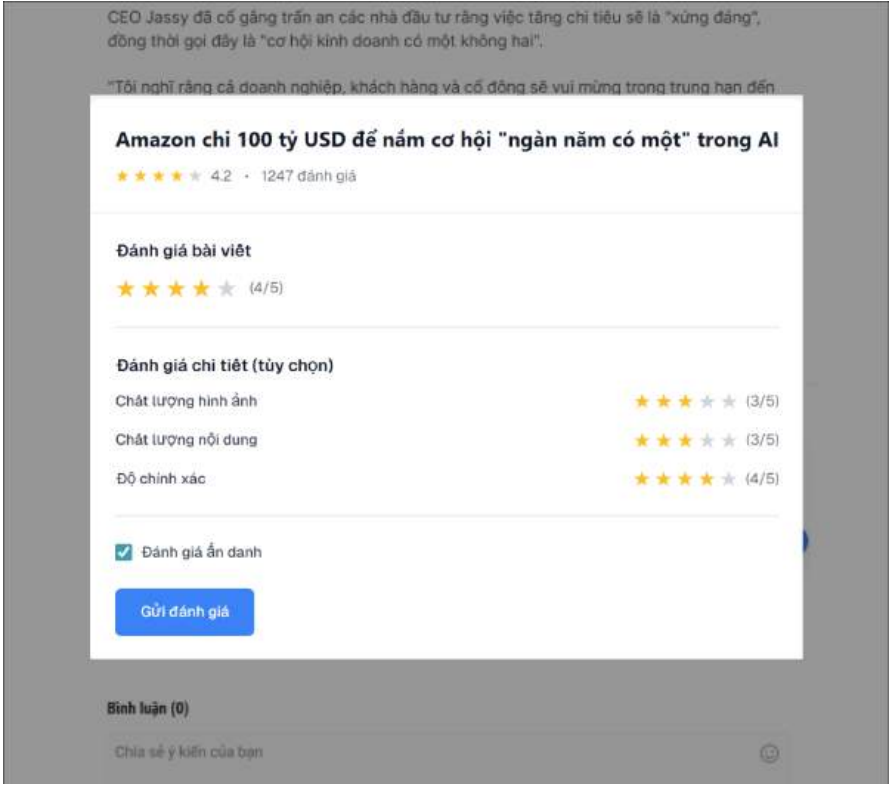 CEO Jassy đã cố gắng trấn an các nhà đầu tư rằng việc tăng chi tiêu sẽ là "xứng đáng",
đồng thời gọi đây là "cơ hội kinh doanh có một không hai".
"Tôi nghĩ rằng cả doanh nghiệp, khách hàng và cổ đông sẽ vui mừng trong trung hạn đến
Amazon chi 100 tỷ USD để nắm cơ hội "ngàn năm có một" trong AI
4.2 • 1247 đánh giá
Đánh giá bài viết
(4/5)
Đánh giá chi tiết (tùy chọn)
Chất lượng hình ảnh (3/5)
Chất lượng nội dung (3/5)
Độ chính xác (4/5)
Đánh giá ẩn danh
Gửi đánh giá
Bình luận (0)
Chia sẻ ý kiến của bạn